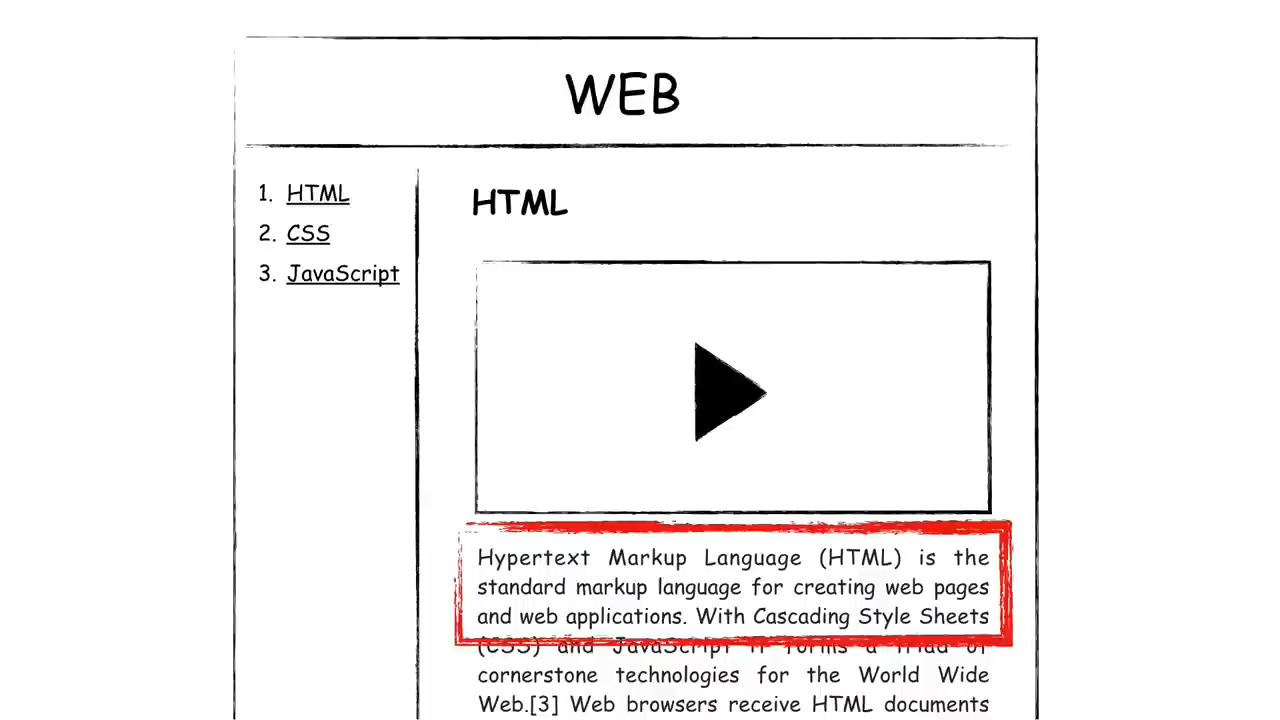 WEB
1. HTML
2. CSS
3. JavaScript
HTML
Hypertext Markup Language (HTML) is the
standard markup language for creating web pages
and web applications. With Cascading Style Sheets
(CSS) and JavaScript it forms a triad of
cornerstone technologies for the World Wide
Web.[3] Web browsers receive HTML documents